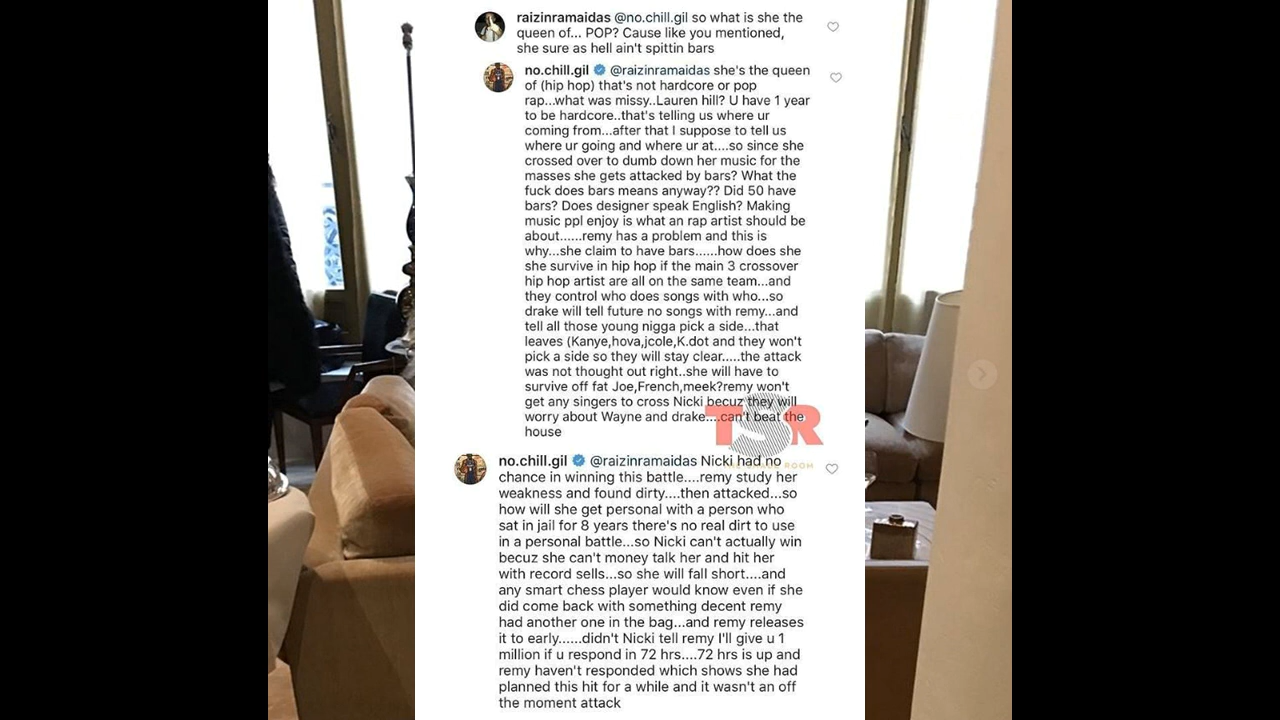 raizinramaidas @no.chill.gil so what is she the
queen of... POP? Cause like you mentioned,
she sure as hell ain't spittin bars
no.chill.gil @raizinramaidas she's the queen
of (hip hop) that's not hardcore or pop
rap...what was missy..Lauren hill? U have 1 year
to be hardcore..that's telling us where ur
coming from...after that I suppose to tell us
where ur going and where ur at....so since she
crossed over to dumb down her music for the
masses she gets attacked by bars? What the
fuck does bars means anyway?? Did 50 have
bars? Does designer speak English? Making
music ppl enjoy is what an rap artist should be
about......remy has a problem and this is
why...she claim to have bars......how does she
she survive in hip hop if the main 3 crossover
hip hop artist are all on the same team...and
they control who does songs with who...so
drake will tell future no songs with remy...and
tell all those young nigga pick a side...that
leaves (Kanye,hova,jcole,K.dot and they won't
pick a side so they will stay clear.....the attack
was not thought out right..she will have to
survive off fat Joe,French,meek?remy won't
get any singers to cross Nicki becuz they will
worry about Wayne and drake....can't beat the
house
TSR
ROOM
no.chill.gil @raizinramaidas Nicki had no
chance in winning this battle....remy study her
weakness and found dirty....then attacked...so
how will she get personal with a person who
sat in jail for 8 years there's no real dirt to use
in a personal battle...so Nicki can't actually win
becuz she can't money talk her and hit her
with record sells...so she will fall short....and
any smart chess player would know even if she
did come back with something decent remy
had another one in the bag...and remy releases
it to early......didn't Nicki tell remy I'll give u 1
million if u respond in 72 hrs....72 hrs is up and
remy haven't responded which shows she had
planned this hit for a while and it wasn't an off
the moment attack